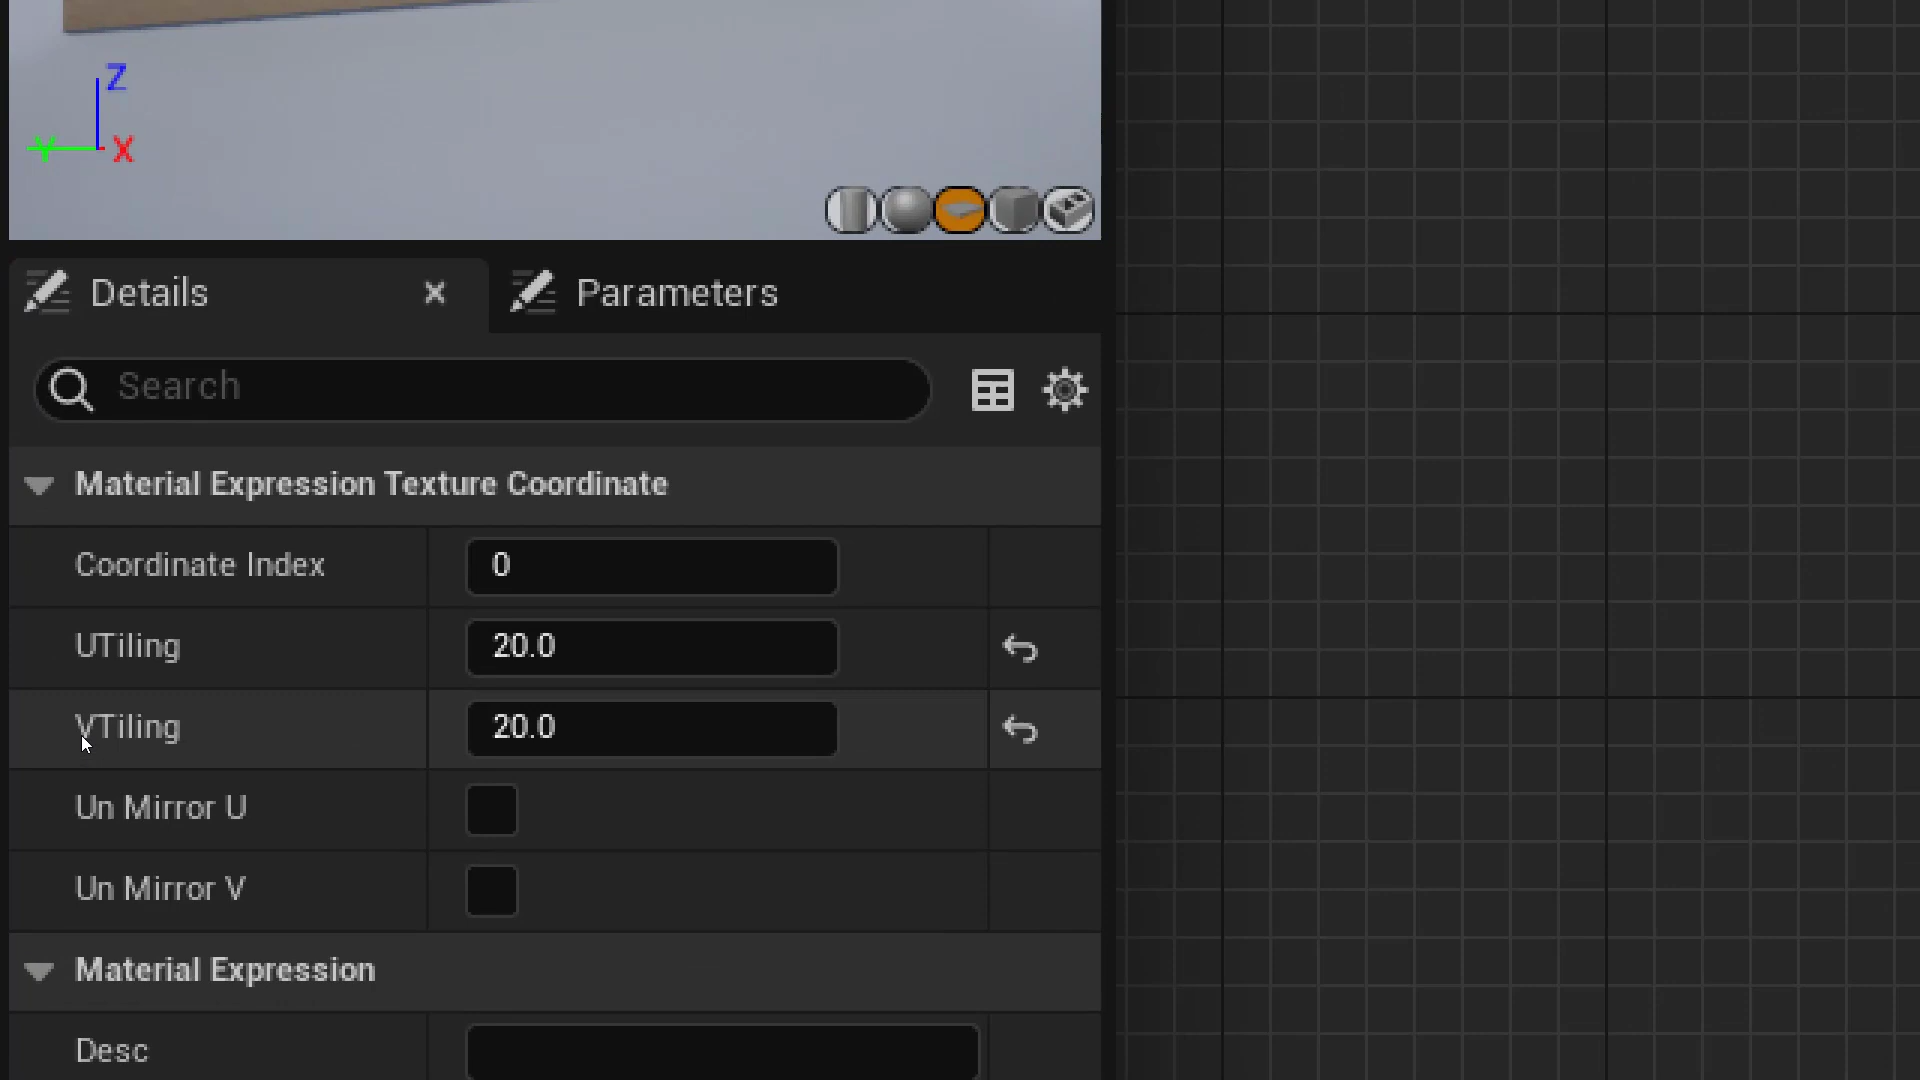 Z
Y X
Details Parameters
Search
Material Expression Texture Coordinate
Coordinate Index 0
UTiling 20.0
VTiling 20.0
Un Mirror U
Un Mirror V
Material Expression
Desc